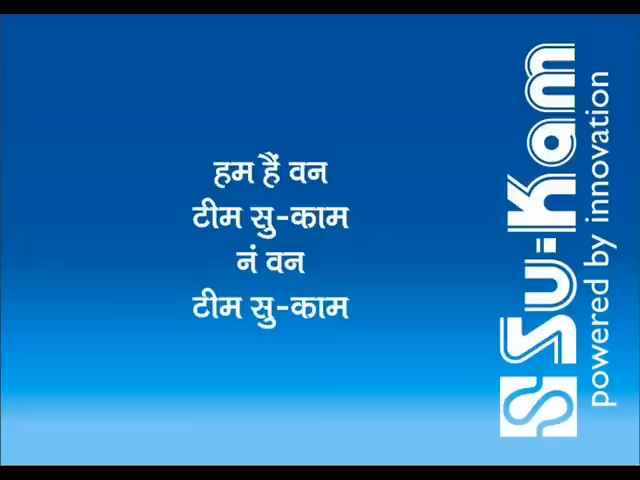 हम हैं वन
टीम सु-काम
नं वन
टीम सु-काम
Su-Kam
powered by innovation